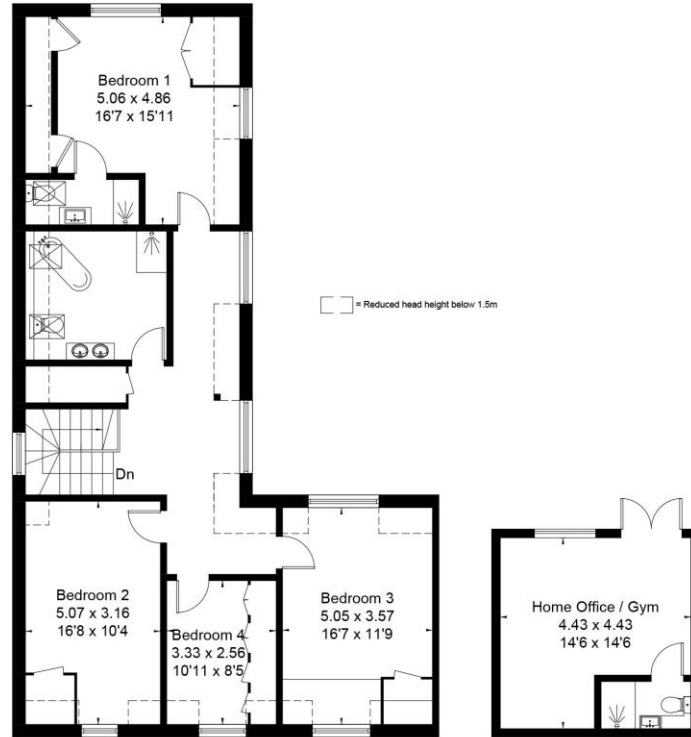 Bedroom 1
5.06 x 4.86
16'7 x 15'11
= Reduced head height below 1.5m
Dn
Bedroom 2
5.07 x 3.16
16'8 x 10'4
Bedroom 4
3.33 x 2.56
10'11 x 8'5
Bedroom 3
5.05 x 3.57
16'7 x 11'9
Home Office / Gym
4.43 x 4.43
14'6 x 14'6